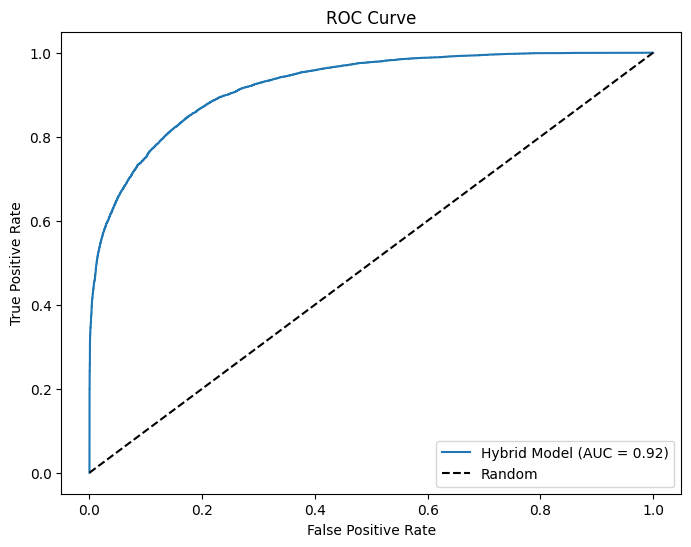 ROC Curve
1.0
0.8
0.6
0.4
0.2
0.0
True Positive Rate
0.0 0.2 0.4 0.6 0.8 1.0
False Positive Rate
Hybrid Model (AUC = 0.92)
Random